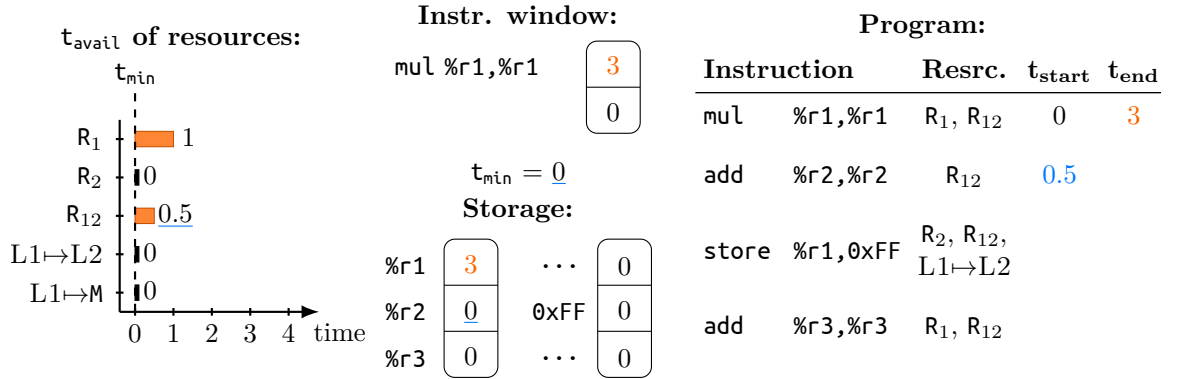 t_avail of resources:
t_min
R₁ 1
R₂ 0
R₁₂ 0.5
L1↦L2 0
L1↦M 0
0 1 2 3 4 time
Instr. window:
mul %r1,%r1 3
0
t_min = 0
Storage:
%r1 3 ··· 0
%r2 0 0xFF 0
%r3 0 ··· 0
Program:
Instruction Resrc. t_start t_end
mul %r1,%r1 R₁, R₁₂ 0 3
add %r2,%r2 R₁₂ 0.5
store %r1,0xFF R₂, R₁₂,
L1↦L2
add %r3,%r3 R₁, R₁₂